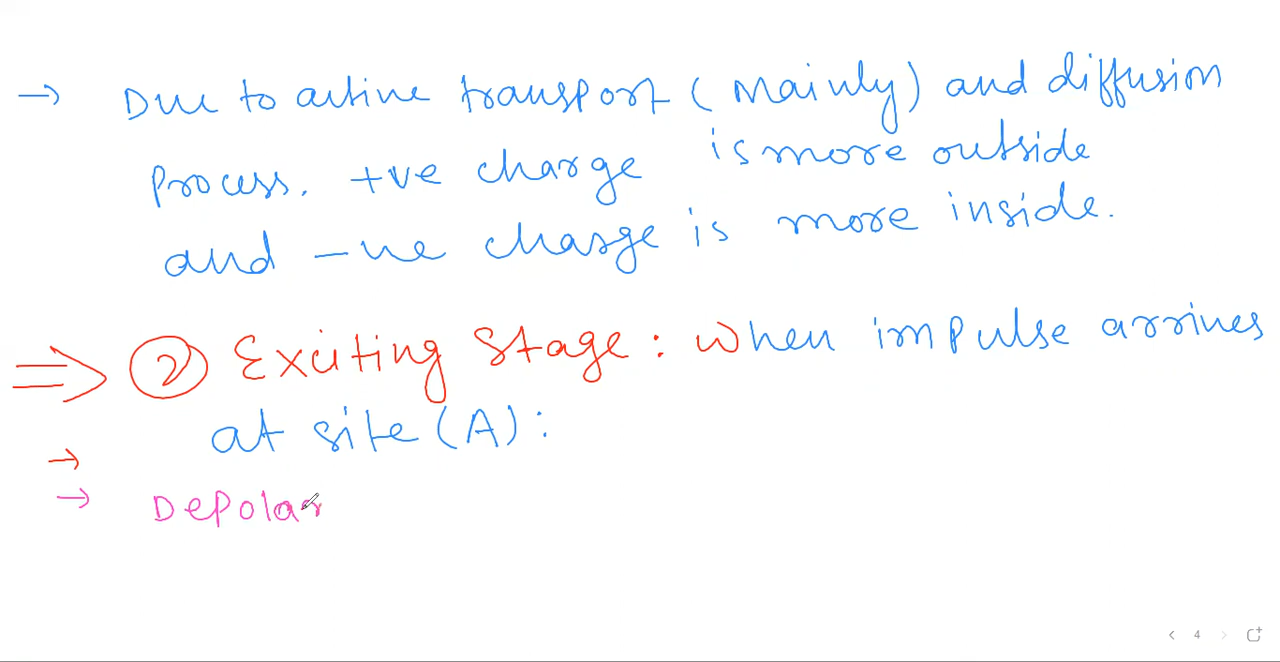 → Due to active transport (Mainly) and diffusion
process. +ve charge is more outside
and -ve charge is more inside.
⇒ ② Exciting Stage: When impulse arrives
at site (A):
→
→ Depolar
4